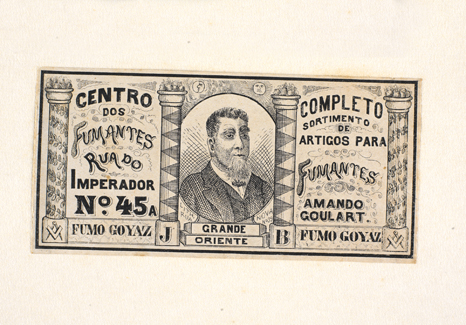 CENTRO
DOS
FUMANTES
RUA DO
IMPERADOR
No. 45A
FUMO GOYAZ
J
GRANDE
ORIENTE
B
COMPLETO
SORTIMENTO
DE
ARTIGOS PARA
FUMANTES
AMANDO
GOULART.
FUMO GOYAZ